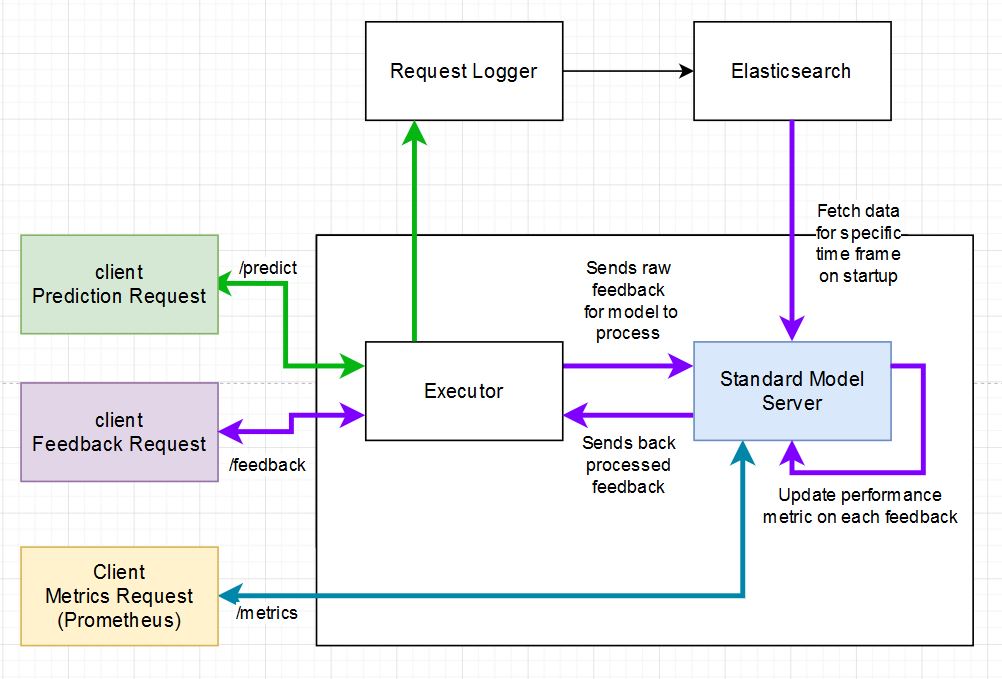 Request Logger
Elasticsearch
Fetch data
for specific
time frame
on startup
client
Prediction Request
/predict
Sends raw
feedback
for model to
process
Executor
Standard Model
Server
client
Feedback Request
/feedback
Sends back
processed
feedback
Update performance
metric on each feedback
Client
Metrics Request
(Prometheus)
/metrics